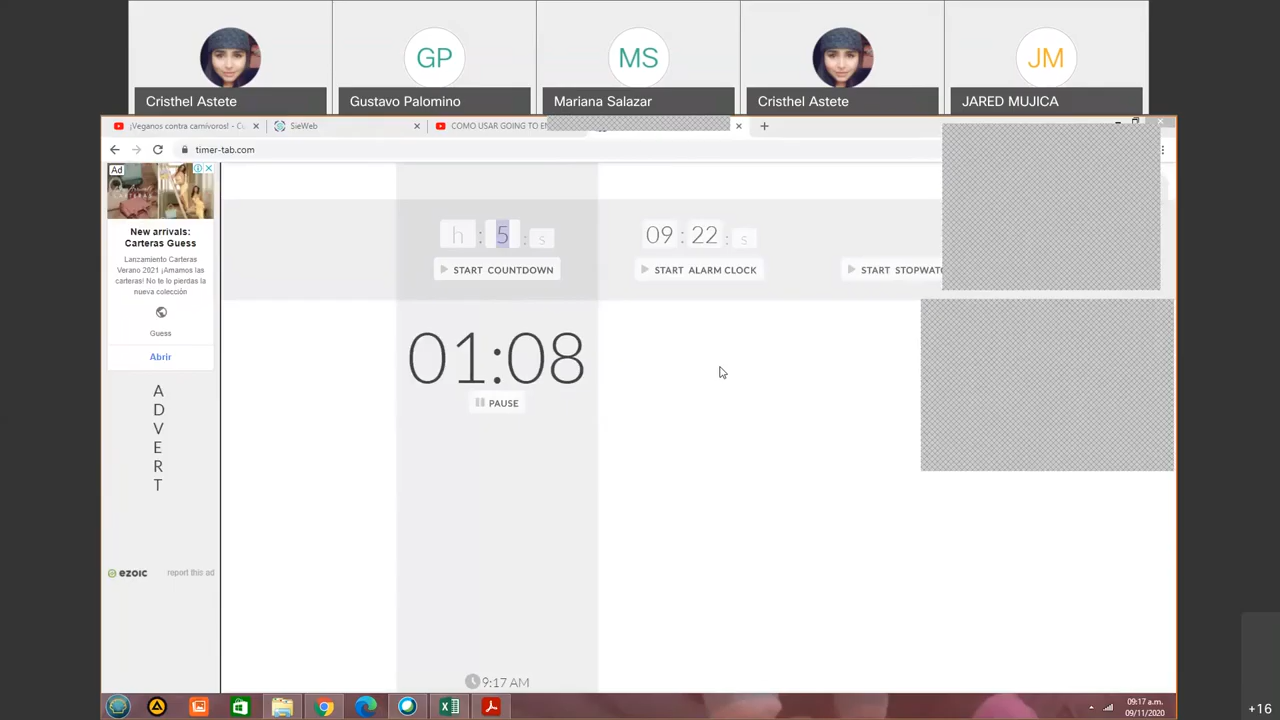 GP
MS
JM
Cristhel Astete
Gustavo Palomino
Mariana Salazar
Cristhel Astete
JARED MUJICA
¡Veganos contra carnívoros! - Cu
SieWeb
COMO USAR GOING TO EN
timer-tab.com
Ad
New arrivals:
Carteras Guess
Lanzamiento Carteras
Verano 2021 ¡Amamos las
carteras! No te lo pierdas la
nueva colección
Guess
Abrir
A
D
V
E
R
T
ezoic
report this ad
h : 5 : s
START COUNTDOWN
09 : 22 : s
START ALARM CLOCK
START STOPWAT
01:08
PAUSE
9:17 AM
09:17 a.m.
09/11/2020
+16